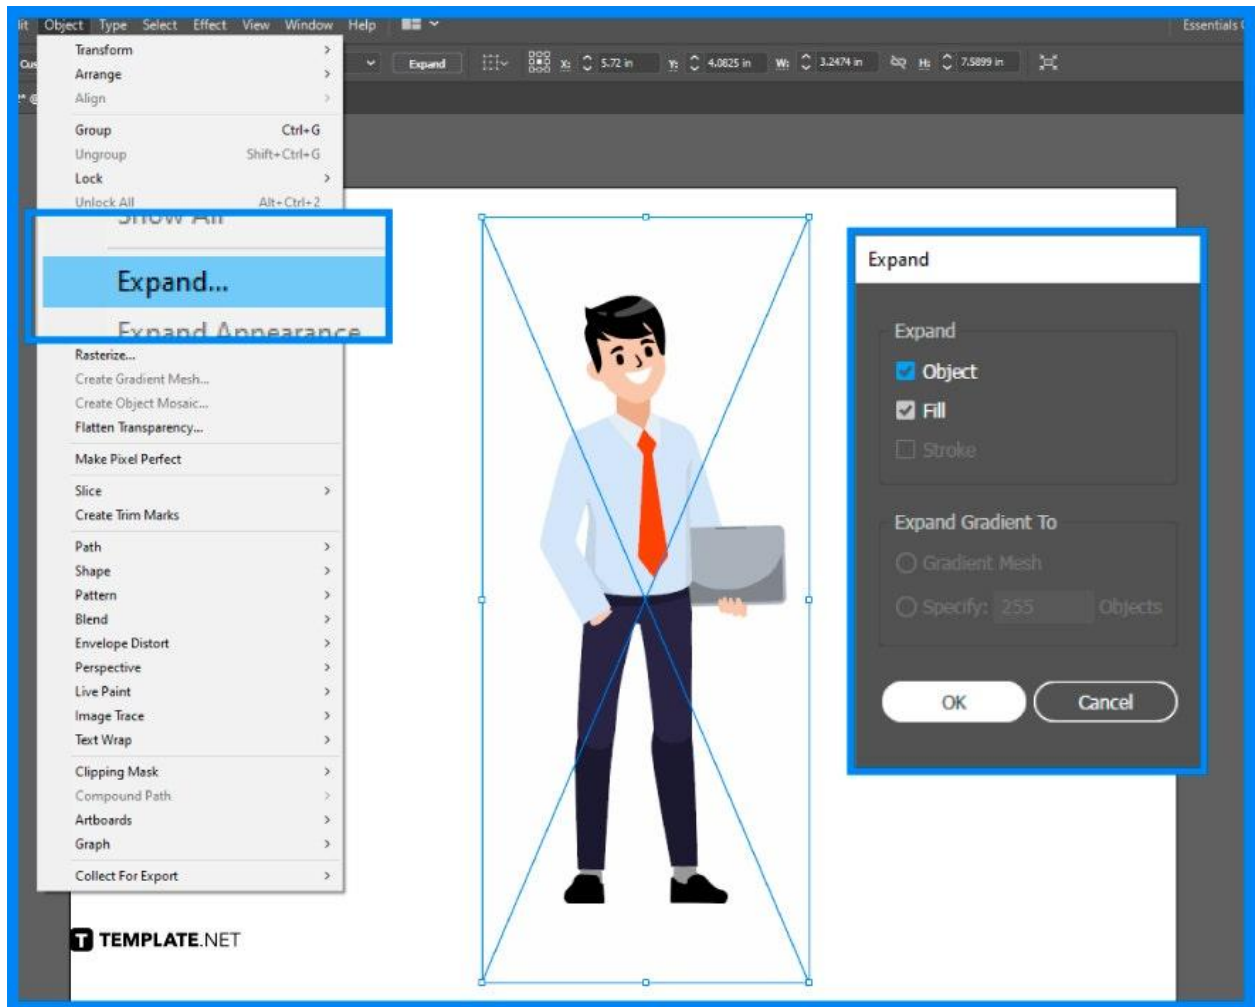 it Object Type Select Effect View Window Help
Essentials
Expand X: 5.72 in Y: 4.0825 in W: 3.2474 in H: 7.5899 in
Transform
Arrange
Align
Group Ctrl+G
Ungroup Shift+Ctrl+G
Lock
Unlock All Alt+Ctrl+2
Show All
Expand...
Expand Appearance
Rasterize...
Create Gradient Mesh...
Create Object Mosaic...
Flatten Transparency...
Make Pixel Perfect
Slice
Create Trim Marks
Path
Shape
Pattern
Blend
Envelope Distort
Perspective
Live Paint
Image Trace
Text Wrap
Clipping Mask
Compound Path
Artboards
Graph
Collect For Export
Expand
Expand
Object
Fill
Stroke
Expand Gradient To
Gradient Mesh
Specify: 255 Objects
OK Cancel
T TEMPLATE.NET